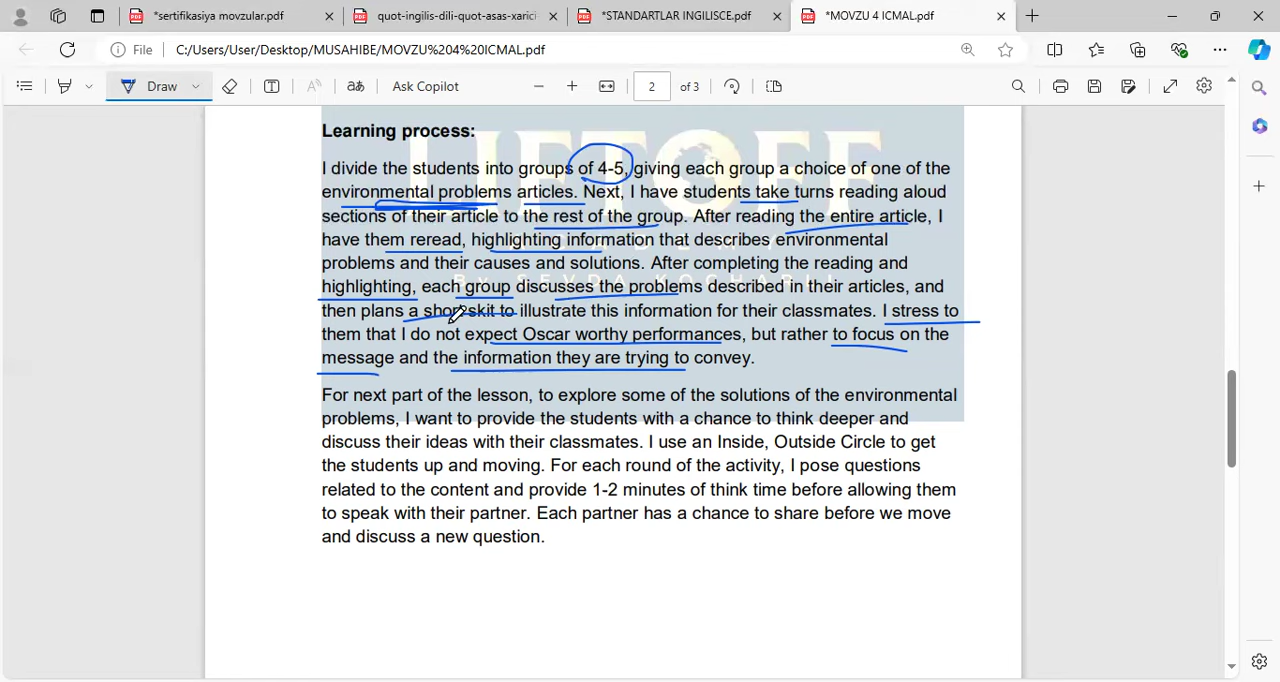 *sertifikasiya movzular.pdf
quot-ingilis-dili-quot-asas-xarici
*STANDARTLAR INGILISCE.pdf
*MOVZU 4 ICMAL.pdf
File
C:/Users/User/Desktop/MUSAHIBE/MOVZU%204%20ICMAL.pdf
Draw
aあ
Ask Copilot
2
of 3
LIFTOFF
ACADEMY
By SEVDA KOCHARLI
Learning process:
I divide the students into groups of 4-5, giving each group a choice of one of the
environmental problems articles. Next, I have students take turns reading aloud
sections of their article to the rest of the group. After reading the entire article, I
have them reread, highlighting information that describes environmental
problems and their causes and solutions. After completing the reading and
highlighting, each group discusses the problems described in their articles, and
then plans a short skit to illustrate this information for their classmates. I stress to
them that I do not expect Oscar worthy performances, but rather to focus on the
message and the information they are trying to convey.
For next part of the lesson, to explore some of the solutions of the environmental
problems, I want to provide the students with a chance to think deeper and
discuss their ideas with their classmates. I use an Inside, Outside Circle to get
the students up and moving. For each round of the activity, I pose questions
related to the content and provide 1-2 minutes of think time before allowing them
to speak with their partner. Each partner has a chance to share before we move
and discuss a new question.